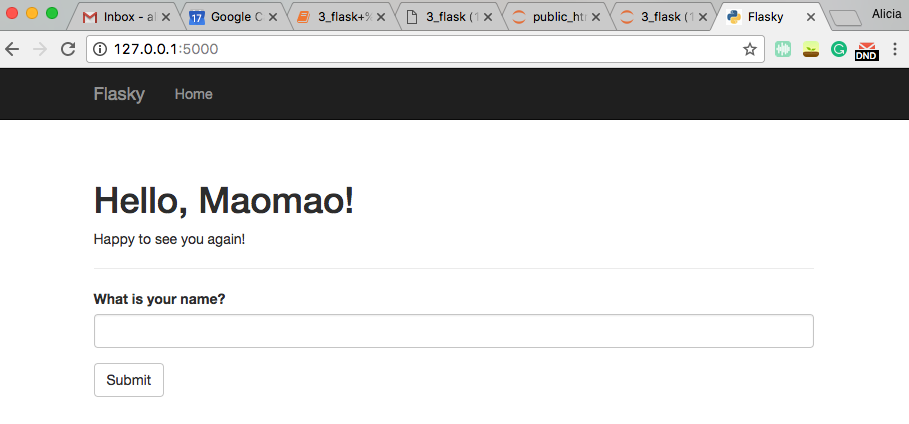 Inbox - al
17 Google C
3_flask+%
3_flask (1
public_ht
3_flask (1
Flasky
Alicia
127.0.0.1:5000
DND
Flasky Home
Hello, Maomao!
Happy to see you again!
What is your name?
Submit